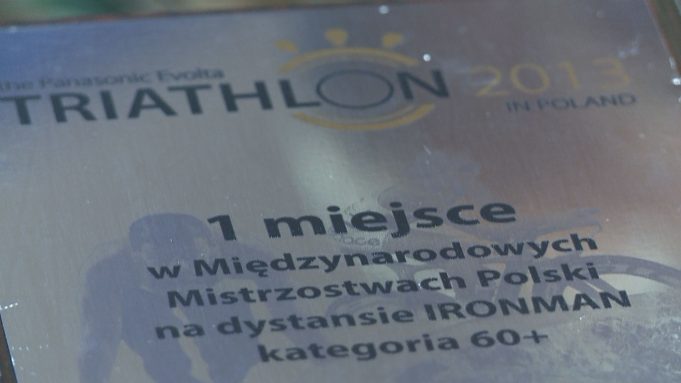 the Panasonic Evolta
TRIATHLON 2013
IN POLAND
1 miejsce
w Międzynarodowych
Mistrzostwach Polski
na dystansie IRONMAN
kategoria 60+